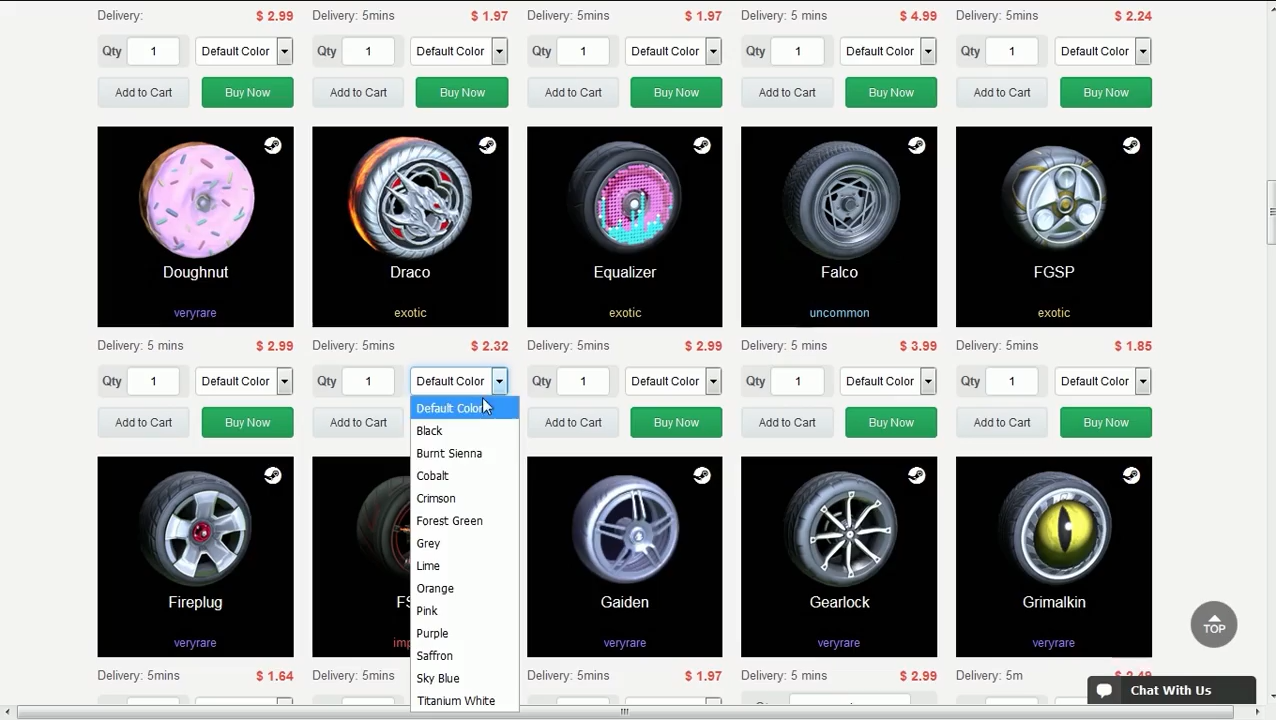 Delivery: $ 2.99 Delivery: 5mins $ 1.97 Delivery: 5mins $ 1.97 Delivery: 5 mins $ 4.99 Delivery: 5mins $ 2.24
Qty 1 Default Color Qty 1 Default Color Qty 1 Default Color Qty 1 Default Color Qty 1 Default Color
Add to Cart Buy Now Add to Cart Buy Now Add to Cart Buy Now Add to Cart Buy Now Add to Cart Buy Now
Doughnut Draco Equalizer Falco FGSP
veryrare exotic exotic uncommon exotic
Delivery: 5 mins $ 2.99 Delivery: 5mins $ 2.32 Delivery: 5mins $ 2.99 Delivery: 5 mins $ 3.99 Delivery: 5mins $ 1.85
Qty 1 Default Color Qty 1 Default Color Qty 1 Default Color Qty 1 Default Color Qty 1 Default Color
Add to Cart Buy Now Add to Cart Add to Cart Buy Now Add to Cart Buy Now Add to Cart Buy Now
Default Color
Black
Burnt Sienna
Cobalt
Crimson
Forest Green
Grey
Lime
Orange
Pink
Purple
Saffron
Sky Blue
Titanium White
Fireplug Gaiden Gearlock Grimalkin
veryrare veryrare veryrare veryrare
Delivery: 5mins $ 1.64 Delivery: 5mins $ 1.97 Delivery: 5mins $ 2.99 Delivery: 5m
TOP
Chat With Us